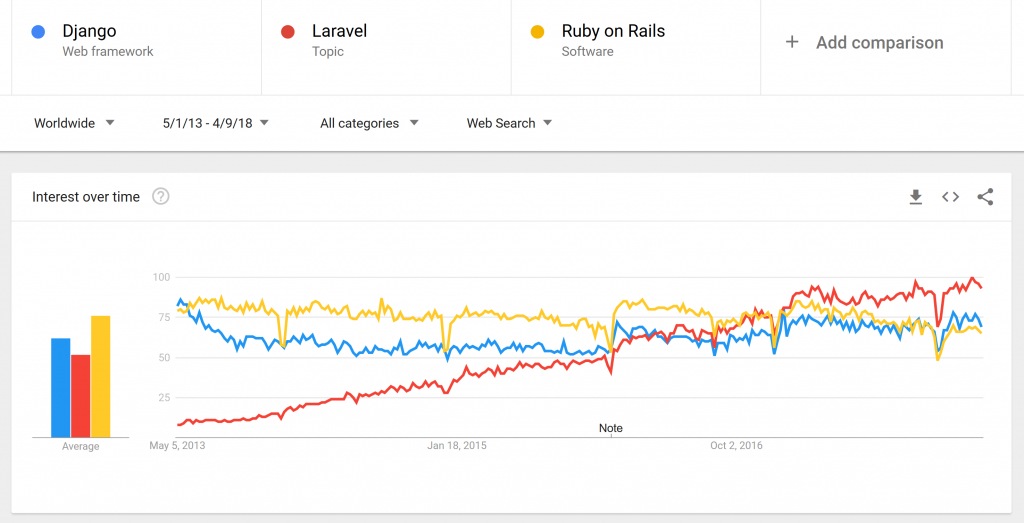 Django
Web framework
Laravel
Topic
Ruby on Rails
Software
+ Add comparison
Worldwide
5/1/13 - 4/9/18
All categories
Web Search
Interest over time ?
100
75
50
25
Average
Note
May 5, 2013
Jan 18, 2015
Oct 2, 2016